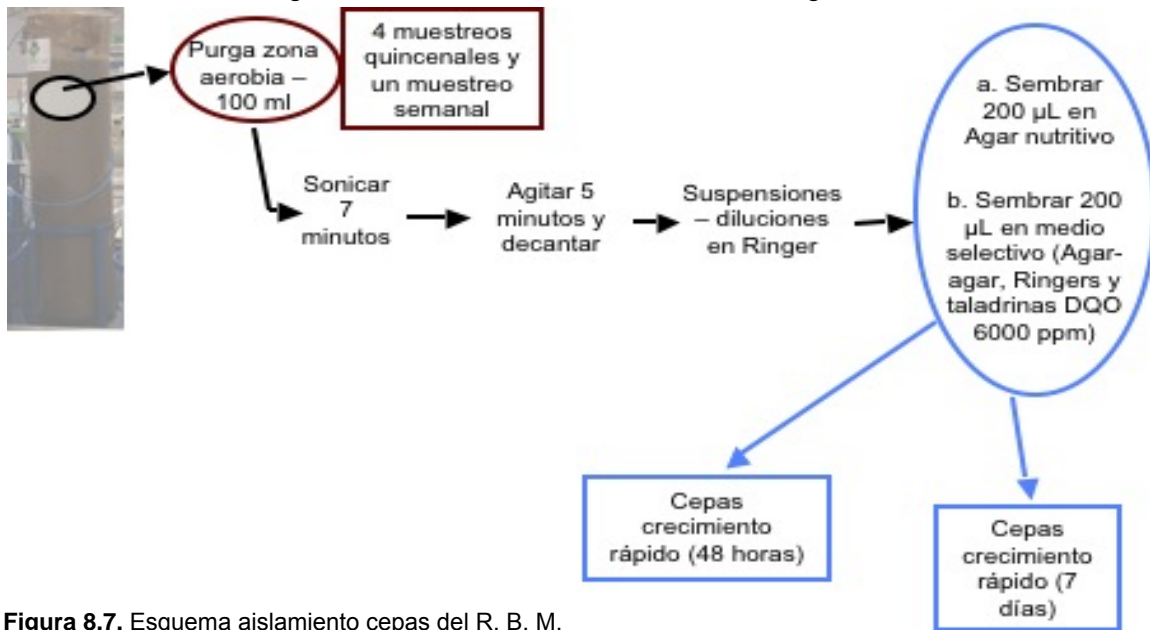 Purga zona
aerobia –
100 ml
4 muestreos
quincenales y
un muestreo
semanal
Sonicar
7
minutos
Agitar 5
minutos y
decantar
Suspensiones
– diluciones
en Ringer
a. Sembrar
200 µL en
Agar nutritivo
b. Sembrar 200
µL en medio
selectivo (Agar-
agar, Ringers y
taladrinas DQO
6000 ppm)
Cepas
crecimiento
rápido (48 horas)
Cepas
crecimiento
rápido (7
días)
Figura 8.7. Esquema aislamiento cepas del R. B. M.